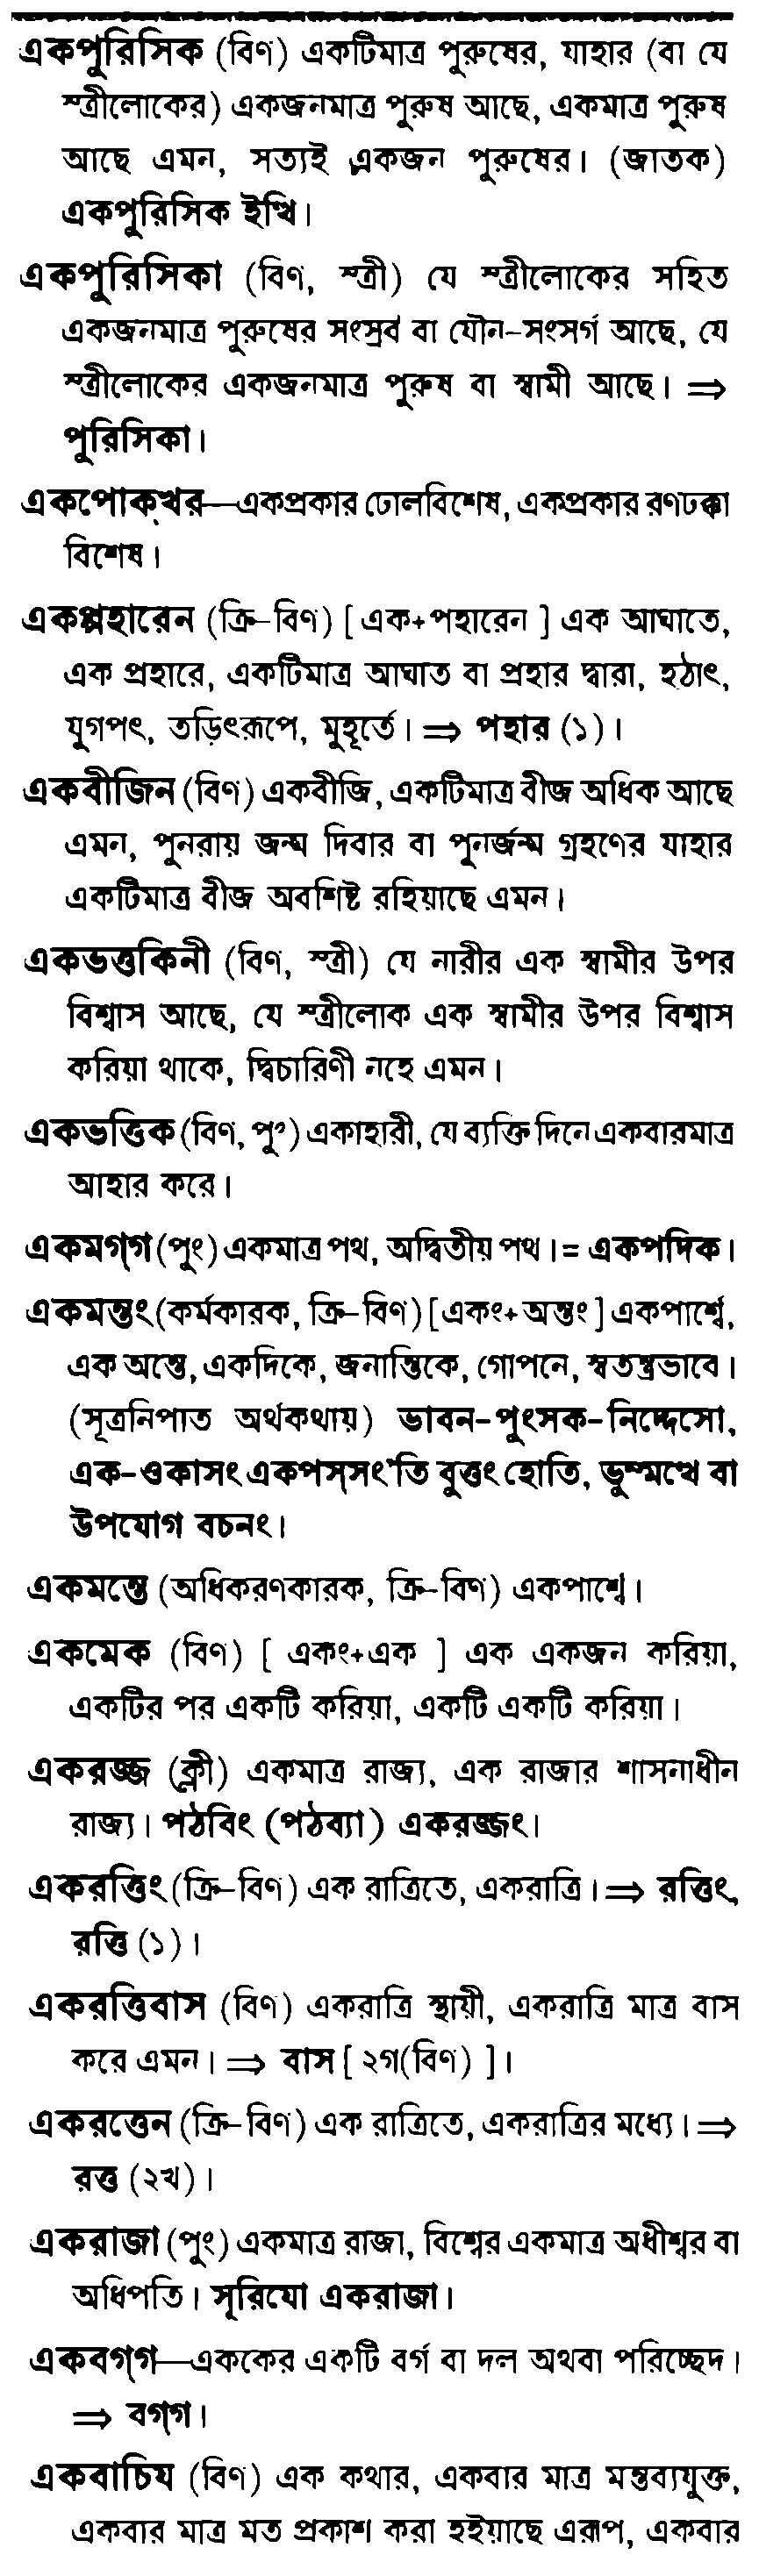 একপুরিসিক (বিণ) একটিমাত্র পুরুষের, যাহার (বা যে
স্ত্রীলোকের) একজনমাত্র পুরুষ আছে, একমাত্র পুরুষ
আছে এমন, সত্যই একজন পুরুষের। (জাতক)
একপুরিসিক ইত্থি।
একপুরিসিকা (বিণ, স্ত্রী) যে স্ত্রীলোকের সহিত
একজনমাত্র পুরুষের সংস্রব বা যৌন-সংসর্গ আছে, যে
স্ত্রীলোকের একজনমাত্র পুরুষ বা স্বামী আছে। ⇒
পুরিসিকা।
একপোক্‌খর—একপ্রকার ঢোলবিশেষ, একপ্রকার রণঢক্কা
বিশেষ।
একপ্পহারেন (ক্রি-বিণ) [ এক+পহারেন ] এক আঘাতে,
এক প্রহারে, একটিমাত্র আঘাত বা প্রহার দ্বারা, হঠাৎ,
যুগপৎ, তড়িৎরূপে, মুহূর্তে। ⇒ পহার (১)।
একবীজিন (বিণ) একবীজি, একটিমাত্র বীজ অধিক আছে
এমন, পুনরায় জন্ম দিবার বা পুনর্জন্ম গ্রহণের যাহার
একটিমাত্র বীজ অবশিষ্ট রহিয়াছে এমন।
একভত্তুকিনী (বিণ, স্ত্রী) যে নারীর এক স্বামীর উপর
বিশ্বাস আছে, যে স্ত্রীলোক এক স্বামীর উপর বিশ্বাস
করিয়া থাকে, দ্বিচারিণী নহে এমন।
একভত্তিক (বিণ, পুং) একাহারী, যে ব্যক্তি দিনে একবারমাত্র
আহার করে।
একমগ্‌গ (পুং) একমাত্র পথ, অদ্বিতীয় পথ।= একপদিক।
একমন্তং (কর্মকারক, ক্রি-বিণ) [একং+অন্তং ] একপার্শ্বে,
এক অন্তে, একদিকে, জনান্তিকে, গোপনে, স্বতন্ত্রভাবে।
(সূত্রনিপাত অর্থকথায়) ভাবন-পুংসক-নিদ্দেসো,
এক-ওকাসং একপস্‌সং'তি বুত্তং হোতি, ভুম্মত্থে বা
উপযোগ বচনং।
একমন্তে (অধিকরণকারক, ক্রি-বিণ) একপার্শ্বে।
একমেক (বিণ) [ একং+এক ] এক একজন করিয়া,
একটির পর একটি করিয়া, একটি একটি করিয়া।
একরজ্জ (ক্লী) একমাত্র রাজ্য, এক রাজার শাসনাধীন
রাজ্য। পঠবিং (পঠব্যা) একরজ্জং।
একরত্তিং (ক্রি-বিণ) এক রাত্রিতে, একরাত্রি। ⇒ রত্তিং,
রত্তি (১)।
একরত্তিবাস (বিণ) একরাত্রি স্থায়ী, একরাত্রি মাত্র বাস
করে এমন। ⇒ বাস [ ২গ(বিণ) ]।
একরত্তেন (ক্রি-বিণ) এক রাত্রিতে, একরাত্রির মধ্যে। ⇒
রত্ত (২খ)।
একরাজা (পুং) একমাত্র রাজা, বিশ্বের একমাত্র অধীশ্বর বা
অধিপতি। সূরিযো একরাজা।
একবগ্‌গ—এককের একটি বর্গ বা দল অথবা পরিচ্ছেদ।
⇒ বগ্‌গ।
একবাচিয (বিণ) এক কথার, একবার মাত্র মন্তব্যযুক্ত,
একবার মাত্র মত প্রকাশ করা হইয়াছে এরূপ, একবার